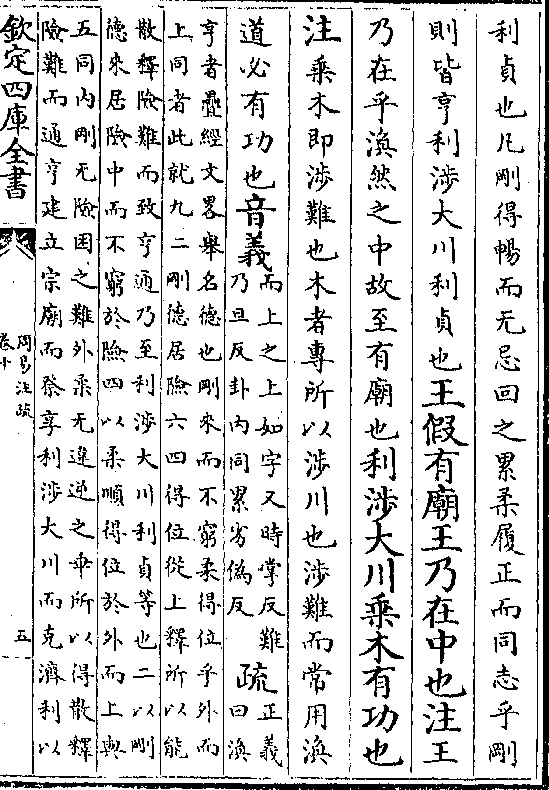 利貞也凡剛得暢而无忌回之累柔履正而同志乎剛
則皆亨利涉大川利貞也王假有廟王乃在中也注王
乃在乎渙然之中故至有廟也利涉大川乘木有功也
注乘木即涉難也木者專所以涉川也涉難而常用渙
道必有功也音義而上之上如字又時掌反難乃旦反卦内同累劣偽反疏正義曰渙
亨者疊經文畧舉名德也剛來而不窮柔得位乎外而
上同者此就九二剛德居險六四得位從上釋所以能
散釋險難而致亨通乃至利涉大川利貞等也二以剛
德來居險中而不窮於險四以柔順得位於外而上與
五同内剛无險困之難外柔无違逆之乖所以得散釋
險難而通亨建立宗廟而祭享利涉大川而克濟利以
欽定四庫全書
周易注疏
卷十
五